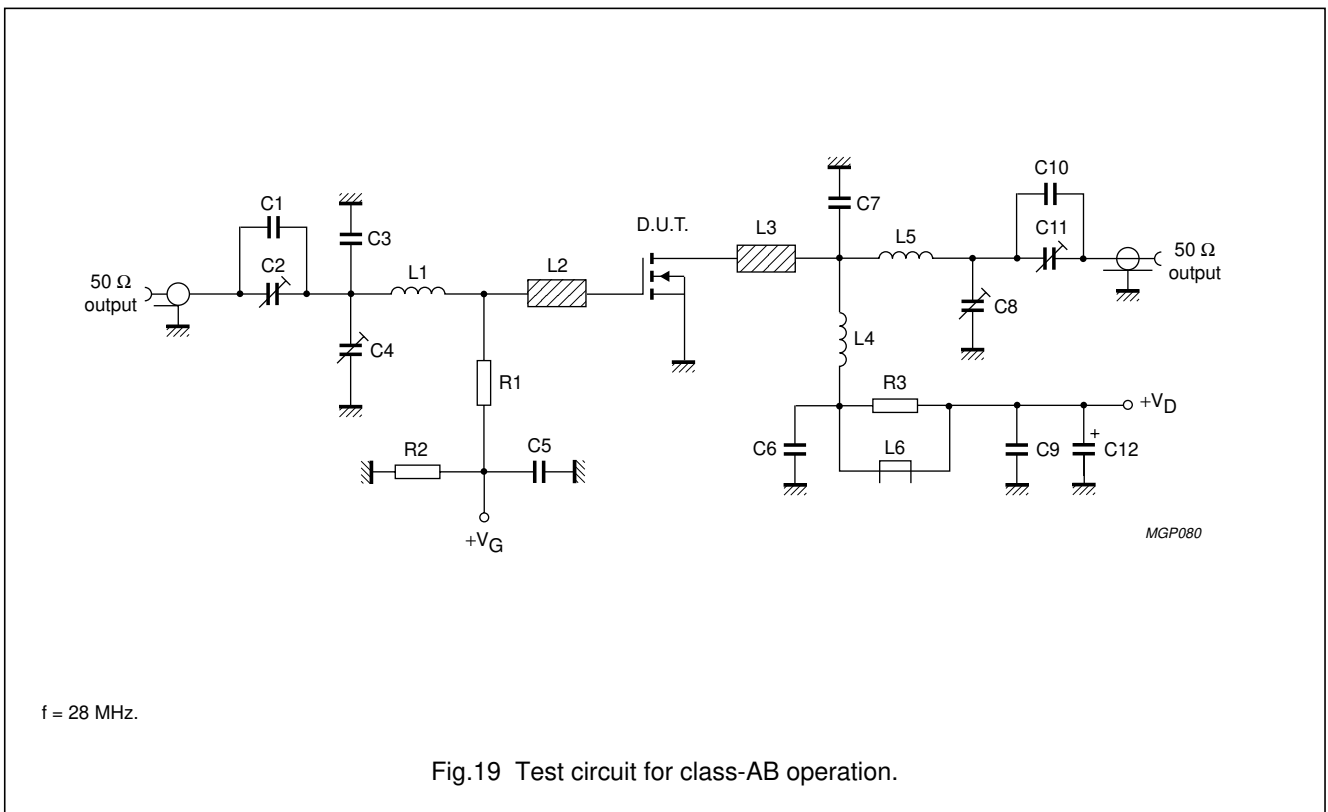 C10
C1
C7
D.U.T.
L3
C11
C3
L5
50 Ω
output
C2
50 Ω
output
L1
L2
C8
C4
L4
R1
R3
+VD
R2
C5
C6
L6
C9
+
C12
+VG
MGP080
f = 28 MHz.
Fig.19 Test circuit for class-AB operation.